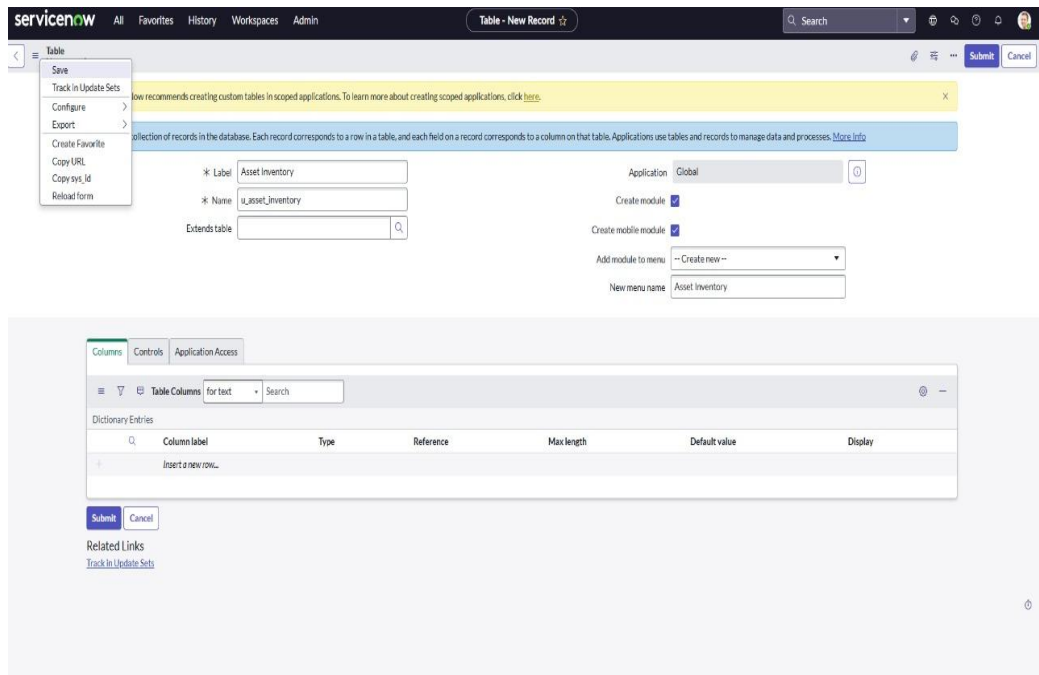 servicenow All Favorites History Workspaces Admin Table - New Record Search
Table Submit Cancel
Save
Track in Update Sets
Configure
Export
Create Favorite
Copy URL
Copy sys_id
Reload form
ow recommends creating custom tables in scoped applications. To learn more about creating scoped applications, click here.
collection of records in the database. Each record corresponds to a row in a table, and each field on a record corresponds to a column on that table. Applications use tables and records to manage data and processes. More Info
Label Asset Inventory Application Global
Name u_asset_inventory Create module
Extends table Create mobile module
Add module to menu -- Create new --
New menu name Asset Inventory
Columns Controls Application Access
Table Columns for text Search
Dictionary Entries
Column label Type Reference Max length Default value Display
Insert a new row...
Submit Cancel
Related Links
Track in Update Sets